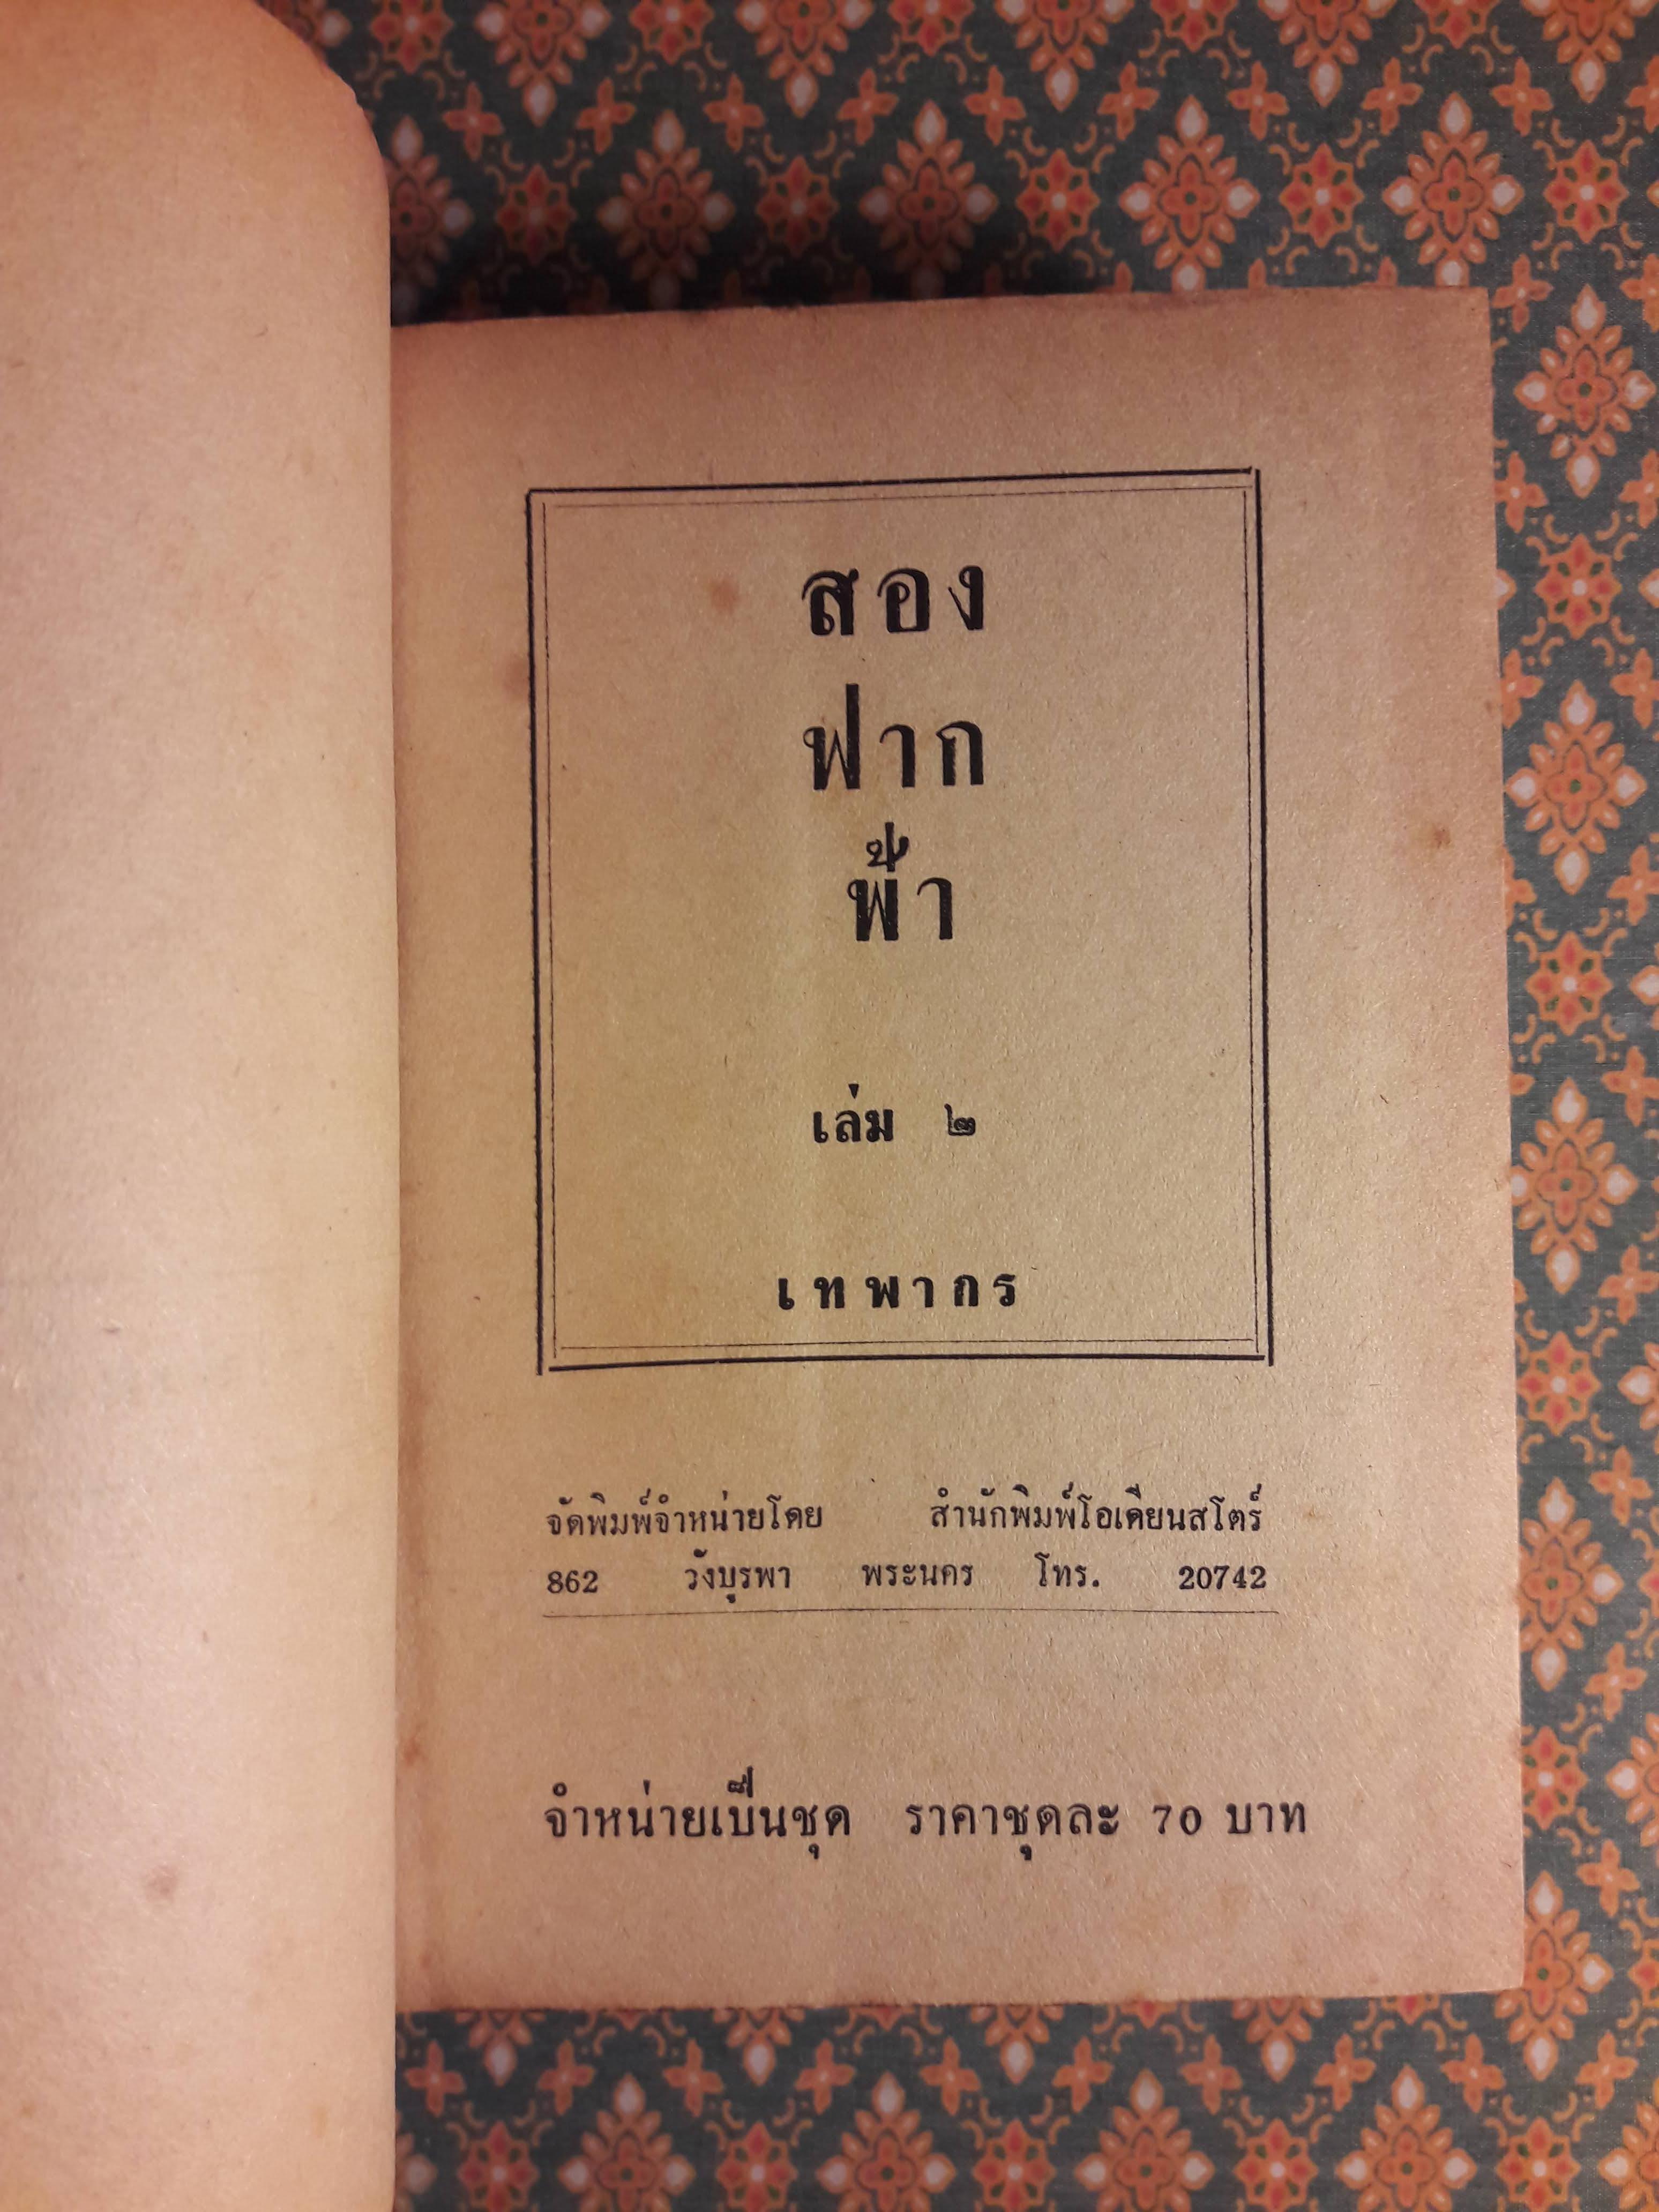 สอง
ฟาก
ฟ้า
เล่ม ๒
เทพากร
จัดพิมพ์จำหน่ายโดย สำนักพิมพ์โอเดียนสโตร์
862 วังบูรพา พระนคร โทร. 20742
จำหน่ายเป็นชุด ราคาชุดละ 70 บาท